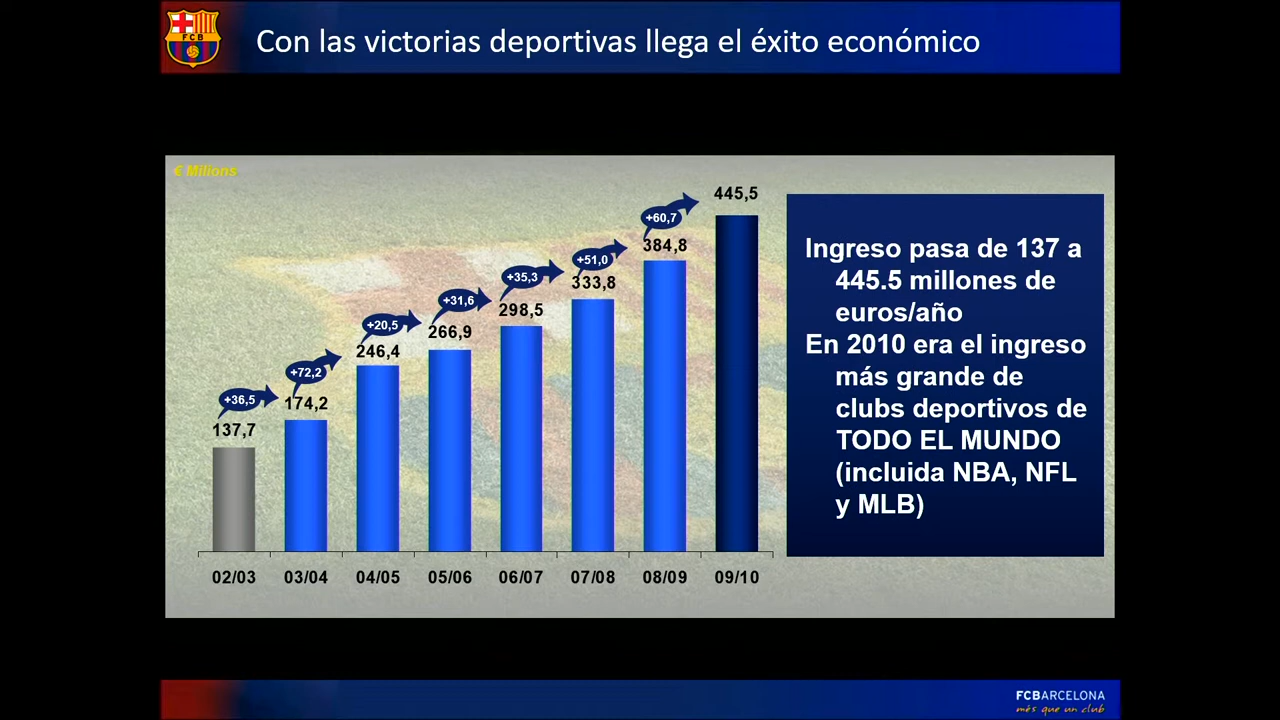 FCB
Con las victorias deportivas llega el éxito económico
€ Milions
137,7
+36,5
174,2
+72,2
246,4
+20,5
266,9
+31,6
298,5
+35,3
333,8
+51,0
384,8
+60,7
445,5
02/03 03/04 04/05 05/06 06/07 07/08 08/09 09/10
Ingreso pasa de 137 a
445.5 millones de
euros/año
En 2010 era el ingreso
más grande de
clubs deportivos de
TODO EL MUNDO
(incluida NBA, NFL
y MLB)
FCBARCELONA
més que un club